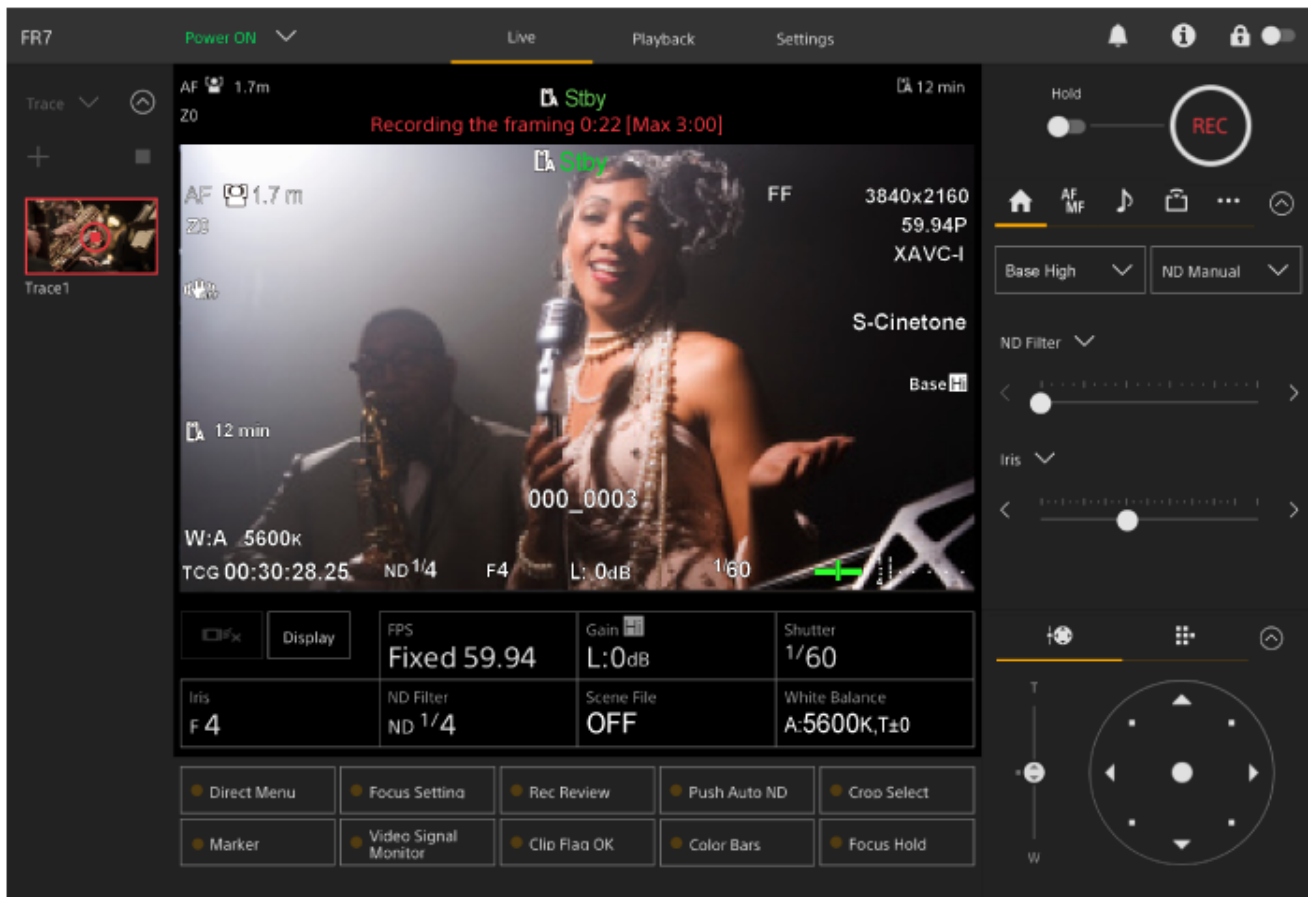 FR7
Power ON
Live
Playback
Settings
Trace
Trace1
AF 1.7m
Z0
Stby
12 min
Recording the framing 0:22 [Max 3:00]
Stby
AF 1.7 m
Z0
FF
3840x2160
59.94P
XAVC-I
S-Cinetone
Base Hi
12 min
000_0003
W:A 5600K
TCG 00:30:28.25 ND 1/4 F4 L: 0dB 1/60
Display
FPS
Fixed 59.94
Gain Hi
L:0dB
Shutter
1/60
Iris
F 4
ND Filter
ND 1/4
Scene File
OFF
White Balance
A:5600K,T±0
Direct Menu
Focus Setting
Rec Review
Push Auto ND
Crop Select
Marker
Video Signal
Monitor
Clip Flag OK
Color Bars
Focus Hold
Hold
REC
AF
MF
Base High
ND Manual
ND Filter
Iris
T
W